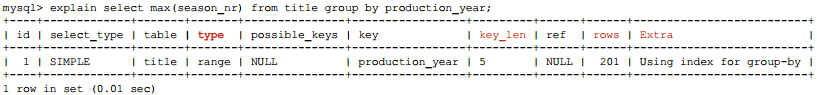 mysql> explain select max(season_nr) from title group by production_year;
+----+-------------+-------+-------+---------------+-----------------+---------+------+------+--------------------------+
| id | select_type | table | type | possible_keys | key | key_len | ref | rows | Extra |
+----+-------------+-------+-------+---------------+-----------------+---------+------+------+--------------------------+
| 1 | SIMPLE | title | range | NULL | production_year | 5 | NULL | 201 | Using index for group-by |
+----+-------------+-------+-------+---------------+-----------------+---------+------+------+--------------------------+
1 row in set (0.01 sec)